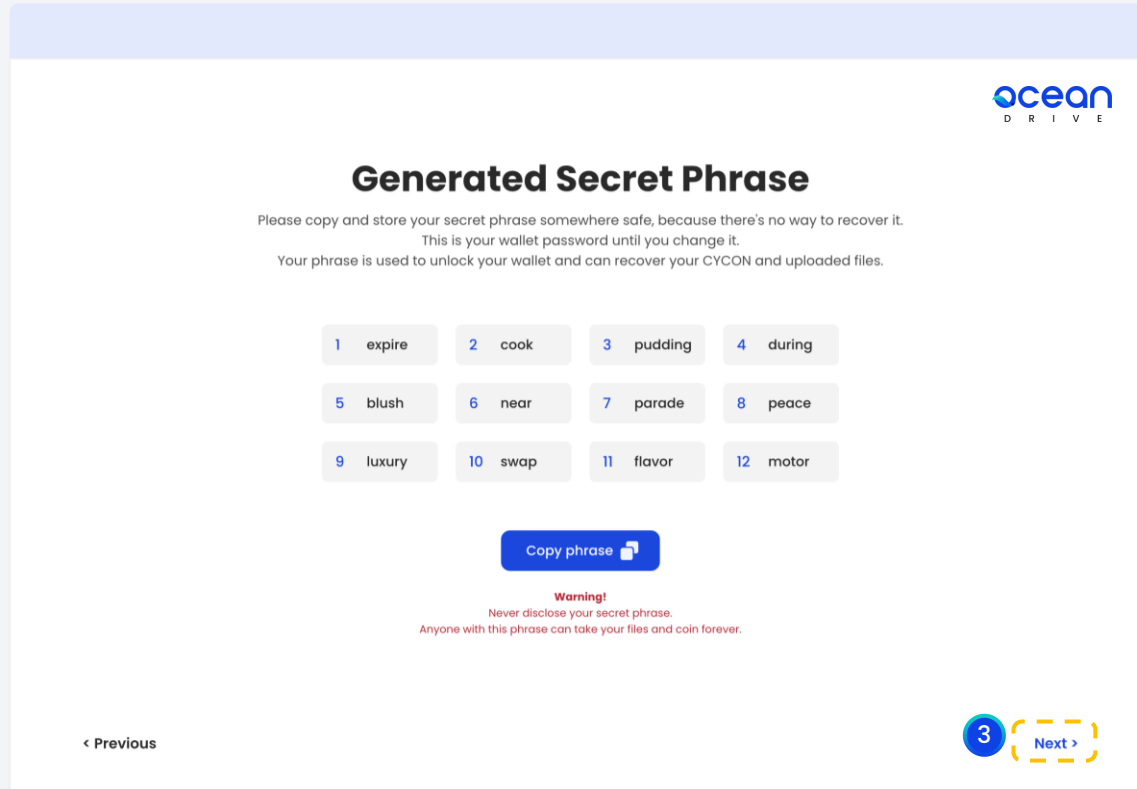 ocean
DRIVE
Generated Secret Phrase
Please copy and store your secret phrase somewhere safe, because there's no way to recover it.
This is your wallet password until you change it.
Your phrase is used to unlock your wallet and can recover your CYCON and uploaded files.
1 expire 2 cook 3 pudding 4 during
5 blush 6 near 7 parade 8 peace
9 luxury 10 swap 11 flavor 12 motor
Copy phrase
Warning!
Never disclose your secret phrase.
Anyone with this phrase can take your files and coin forever.
< Previous 3 Next >